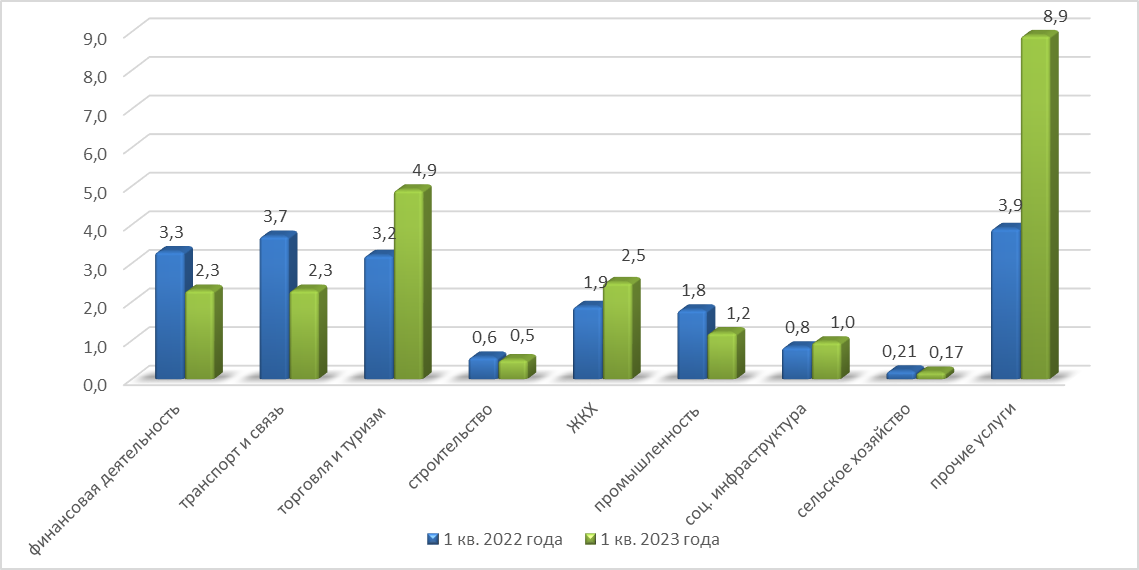 9,0
8,0
7,0
6,0
5,0
4,0
3,0
2,0
1,0
0,0
3,3
2,3
3,7
2,3
3,2
4,9
0,6
0,5
1,9
2,5
1,8
1,2
0,8
1,0
0,21
0,17
3,9
8,9
финансовая деятельность
транспорт и связь
торговля и туризм
строительство
ЖКХ
промышленность
соц. инфраструктура
сельское хозяйство
прочие услуги
1 кв. 2022 года
1 кв. 2023 года